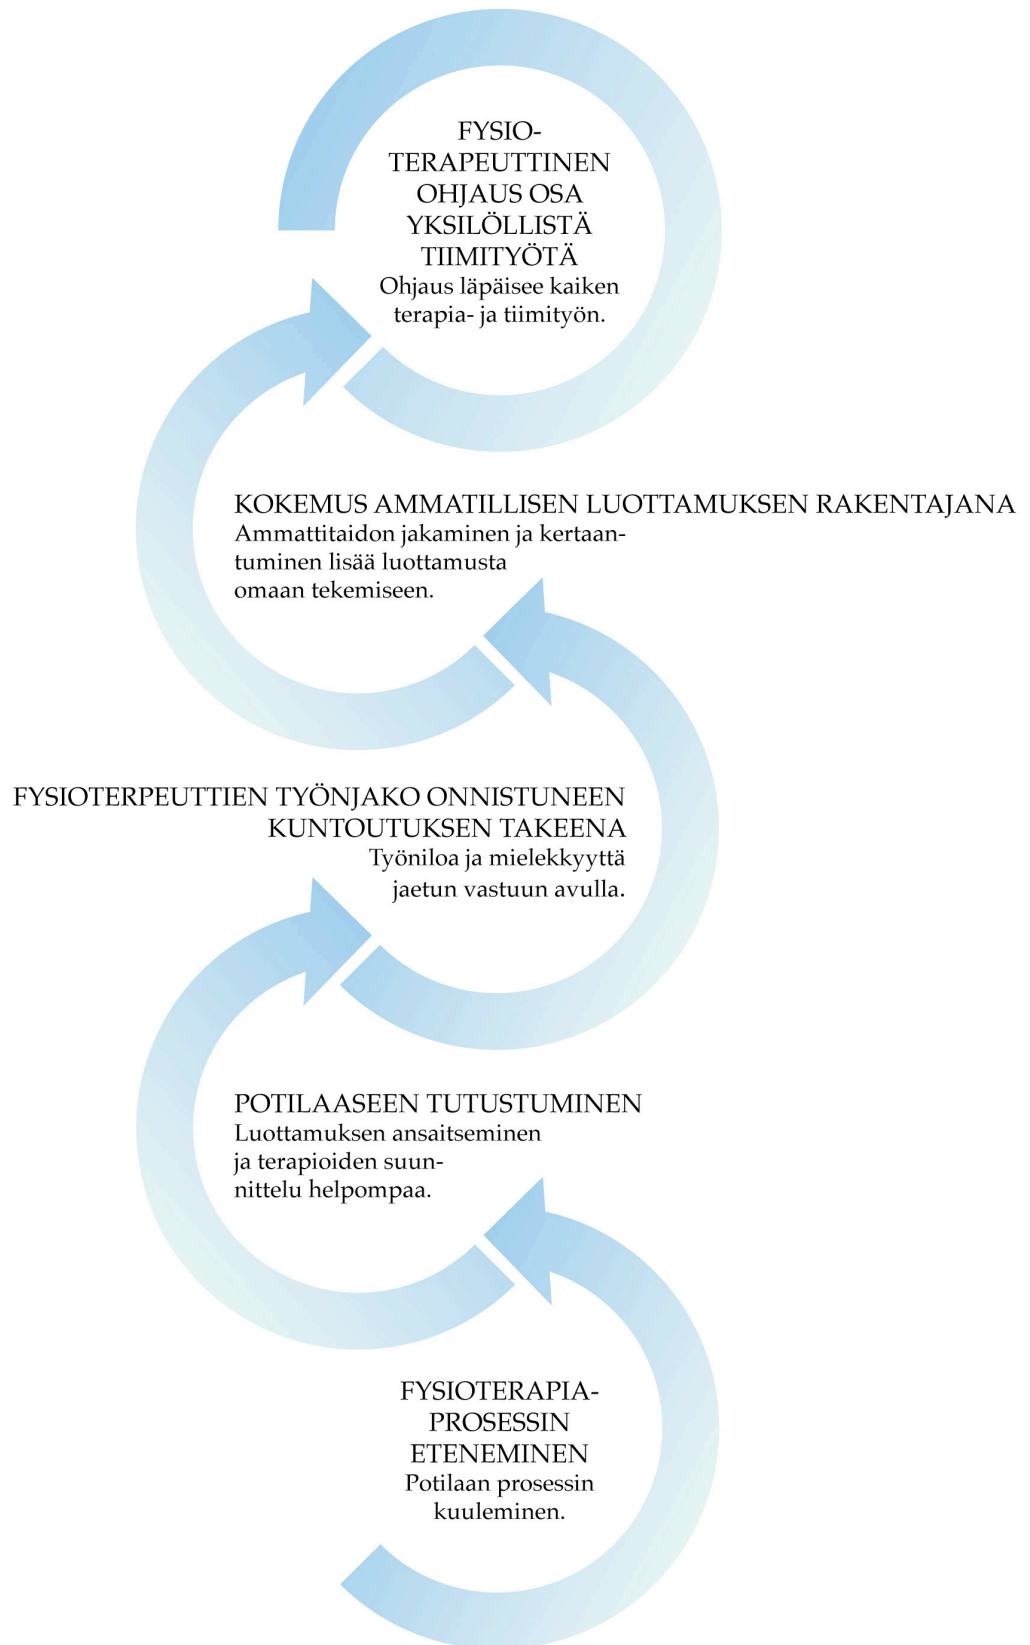 FYSIO-
TERAPEUTTINEN
OHJAUS OSA
YKSILÖLLISTÄ
TIIMITYÖTÄ
Ohjaus läpäisee kaiken
terapia- ja tiimityön.
KOKEMUS AMMATILLISEN LUOTTAMUKSEN RAKENTAJANA
Ammattitaidon jakaminen ja kertaan-
tuminen lisää luottamusta
omaan tekemiseen.
FYSIOTERPEUTTIEN TYÖNJAKO ONNISTUNEEN
KUNTOUTUKSEN TAKEENA
Työniloa ja mielekkyyttä
jaetun vastuun avulla.
POTILAASEEN TUTUSTUMINEN
Luottamuksen ansaitseminen
ja terapioiden suun-
nittelu helpompaa.
FYSIOTERAPIA-
PROSESSIN
ETENEMINEN
Potilaan prosessin
kuuleminen.